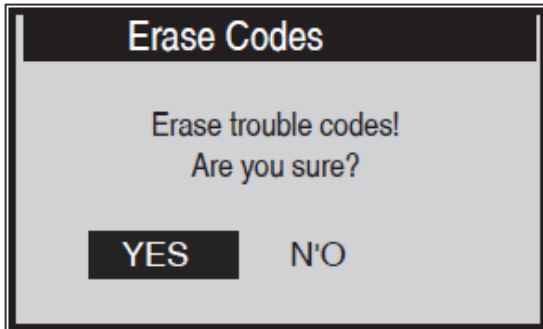 Erase Codes
Erase trouble codes!
Are you sure?
YES N'O